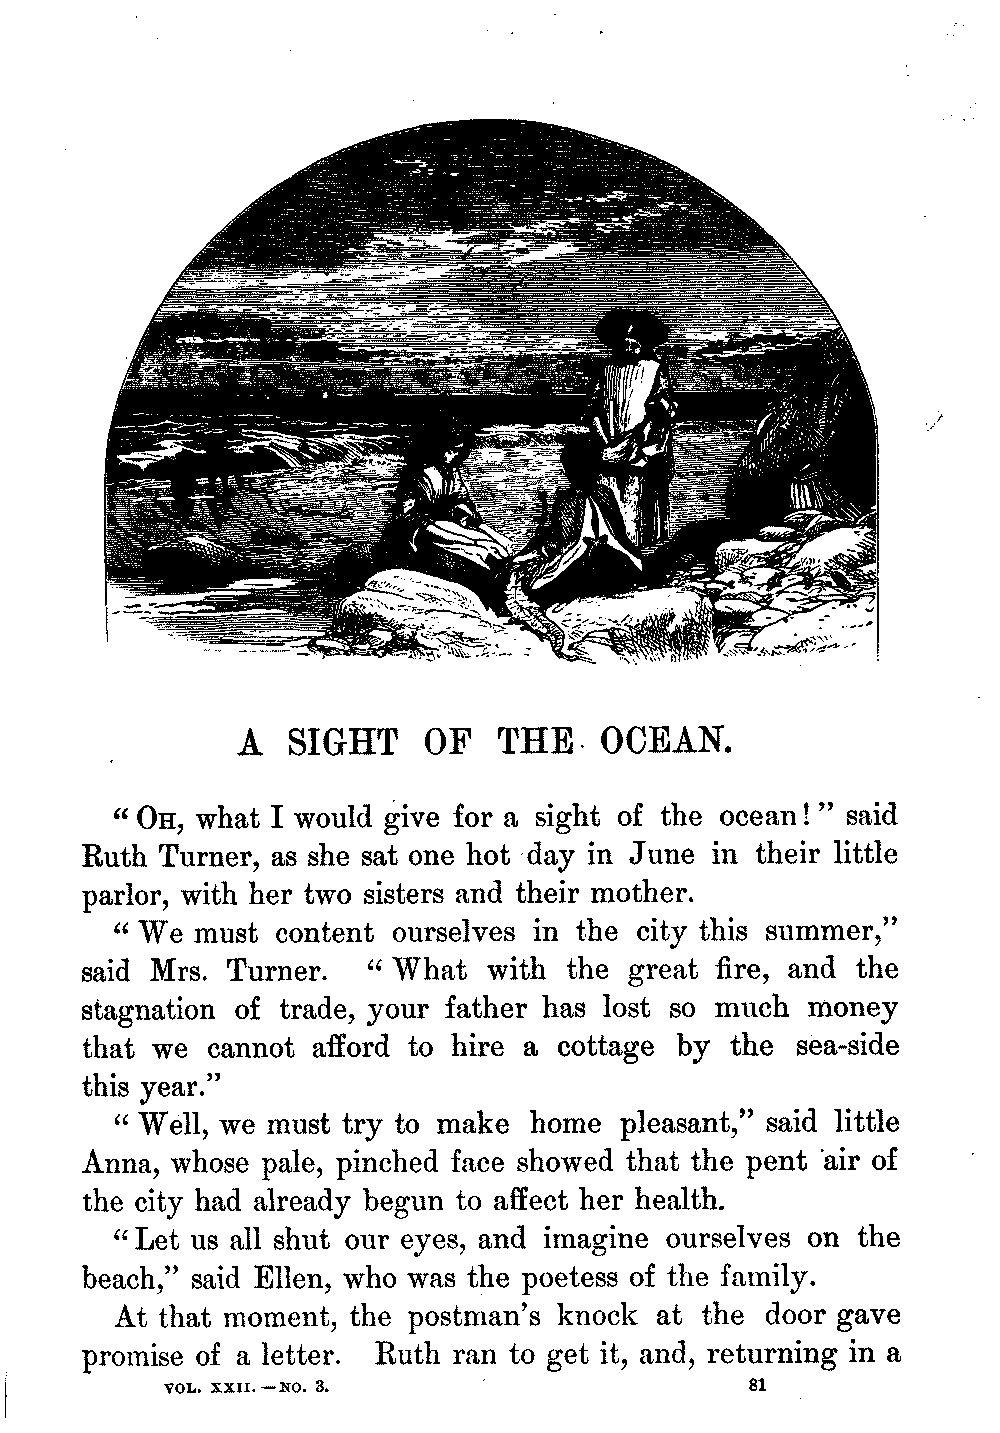 A SIGHT OF THE OCEAN.
“OH, what I would give for a sight of the ocean!” said
Ruth Turner, as she sat one hot day in June in their little
parlor, with her two sisters and their mother.
“We must content ourselves in the city this summer,”
said Mrs. Turner. “What with the great fire, and the
stagnation of trade, your father has lost so much money
that we cannot afford to hire a cottage by the sea-side
this year.”
“Well, we must try to make home pleasant,” said little
Anna, whose pale, pinched face showed that the pent air of
the city had already begun to affect her health.
“Let us all shut our eyes, and imagine ourselves on the
beach,” said Ellen, who was the poetess of the family.
At that moment, the postman’s knock at the door gave
promise of a letter. Ruth ran to get it, and, returning in a
VOL. XXII.—NO. 3. 81